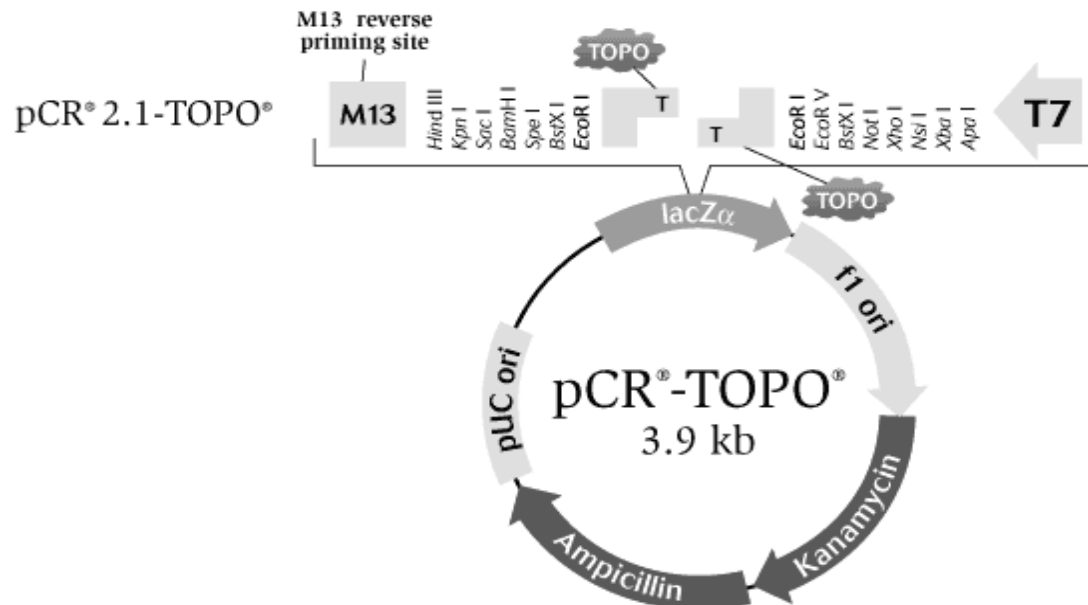 M13 reverse
priming site
TOPO
pCR® 2.1-TOPO®
M13
Hind III
Kpn I
Sac I
BamH I
Spe I
BstX I
EcoR I
T
T
EcoR I
EcoR V
BstX I
Not I
Xho I
Nsi I
Xba I
Apa I
T7
TOPO
lacZα
f1 ori
pUC ori
pCR®-TOPO®
3.9 kb
Kanamycin
Ampicillin